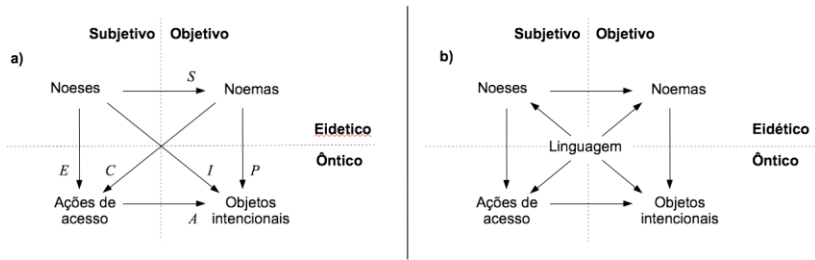 a)
Subjetivo Objetivo
Noeses S Noemas
Eidetico
Ôntico
E C I P
Ações de
acesso
A
Objetos
intencionais
b)
Subjetivo Objetivo
Noeses Noemas
Eidético
Linguagem
Ôntico
Ações de
acesso
Objetos
intencionais